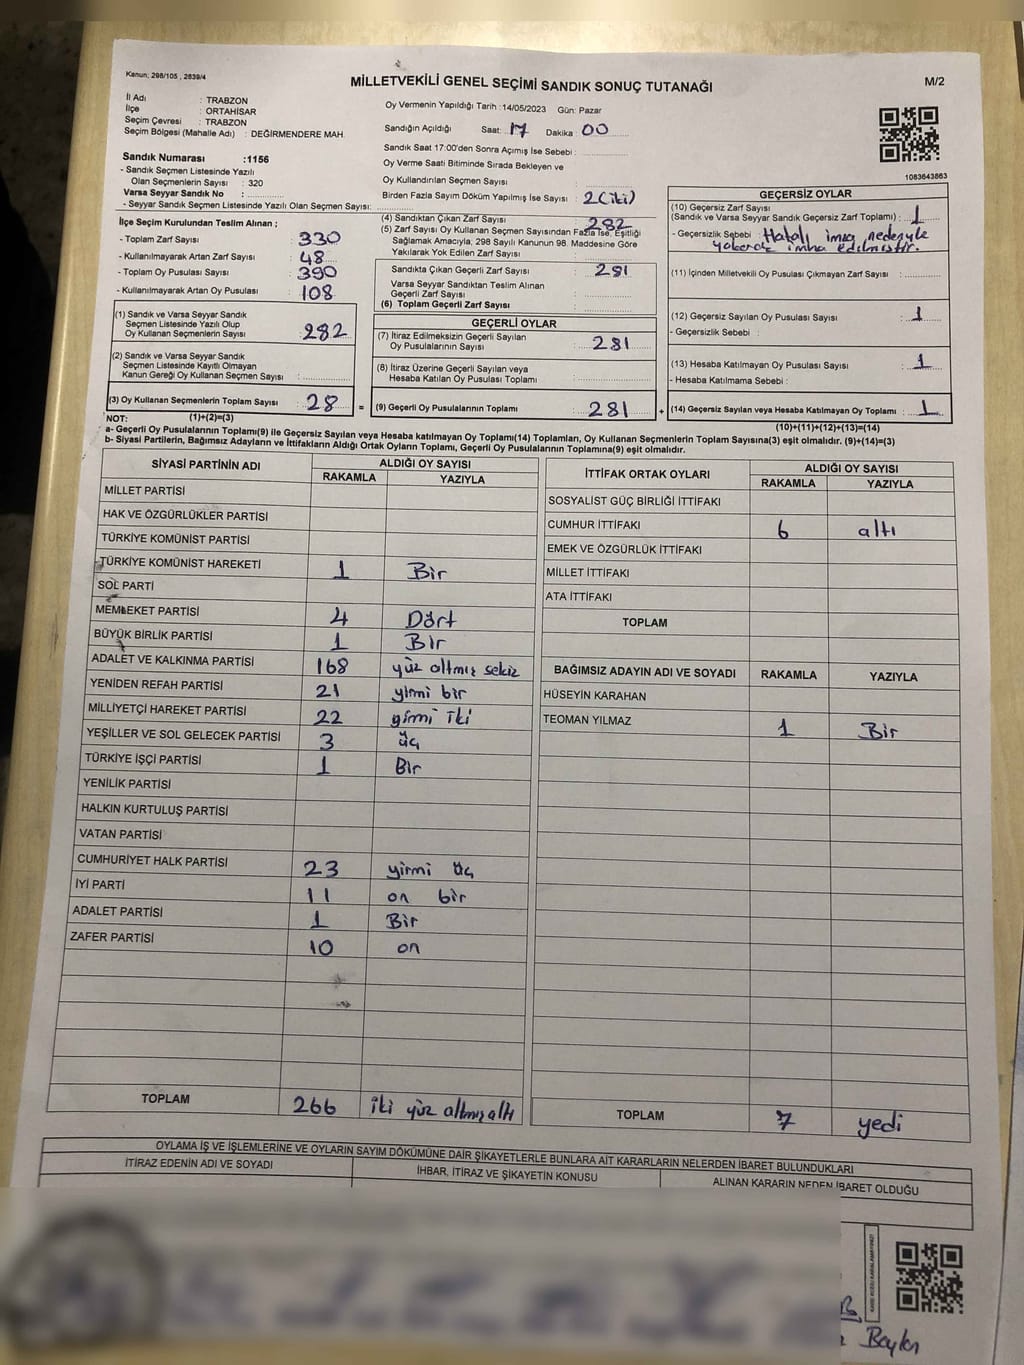 Kanun; 298/105 , 2839/4
MİLLETVEKİLİ GENEL SEÇİMİ SANDIK SONUÇ TUTANAĞI
M/2
İl Adı : TRABZON
İlçe : ORTAHİSAR
Seçim Çevresi : TRABZON
Seçim Bölgesi (Mahalle Adı) : DEĞİRMENDERE MAH.
Sandık Numarası :1156
- Sandık Seçmen Listesinde Yazılı
Olan Seçmenlerin Sayısı : 320
Varsa Seyyar Sandık No :
- Seyyar Sandık Seçmen Listesinde Yazılı Olan Seçmen Sayısı:
Oy Vermenin Yapıldığı Tarih :14/05/2023 Gün: Pazar
Sandığın Açıldığı Saat: 17 Dakika : 00
Sandık Saat 17:00'den Sonra Açılmış İse Sebebi :
Oy Verme Saati Bitiminde Sırada Bekleyen ve
Oy Kullandırılan Seçmen Sayısı :
Birden Fazla Sayım Döküm Yapılmış İse Sayısı : 2(iki)
1083643863
İlçe Seçim Kurulundan Teslim Alınan ;
- Toplam Zarf Sayısı : 330
- Kullanılmayarak Artan Zarf Sayısı : 48
- Toplam Oy Pusulası Sayısı : 390
- Kullanılmayarak Artan Oy Pusulası : 108
(1) Sandık ve Varsa Seyyar Sandık
Seçmen Listesinde Yazılı Olup
Oy Kullanan Seçmenlerin Sayısı : 282
(2) Sandık ve Varsa Seyyar Sandık
Seçmen Listesinde Kayıtlı Olmayan
Kanun Gereği Oy Kullanan Seçmen Sayısı :
(3) Oy Kullanan Seçmenlerin Toplam Sayısı : 28 =
(1)+(2)=(3)
(4) Sandıktan Çıkan Zarf Sayısı : 282
(5) Zarf Sayısı Oy Kullanan Seçmen Sayısından Fazla İse, Eşitliği
Sağlamak Amacıyla; 298 Sayılı Kanunun 98. Maddesine Göre
Yakılarak Yok Edilen Zarf Sayısı :
Sandıkta Çıkan Geçerli Zarf Sayısı : 281
Varsa Seyyar Sandıktan Teslim Alınan
Geçerli Zarf Sayısı :
(6) Toplam Geçerli Zarf Sayısı :
GEÇERLİ OYLAR
(7) İtiraz Edilmeksizin Geçerli Sayılan
Oy Pusulalarının Sayısı : 281
(8) İtiraz Üzerine Geçerli Sayılan veya
Hesaba Katılan Oy Pusulası Toplamı :
(9) Geçerli Oy Pusulalarının Toplamı : 281 +
GEÇERSİZ OYLAR
(10) Geçersiz Zarf Sayısı
(Sandık ve Varsa Seyyar Sandık Geçersiz Zarf Toplamı) : 1
- Geçersizlik Sebebi : Hatalı imza nedeniyle
yakarak imha edilmiştir.
(11) İçinden Milletvekili Oy Pusulası Çıkmayan Zarf Sayısı :
(12) Geçersiz Sayılan Oy Pusulası Sayısı : 1
- Geçersizlik Sebebi :
(13) Hesaba Katılmayan Oy Pusulası Sayısı : 1
- Hesaba Katılmama Sebebi :
(14) Geçersiz Sayılan veya Hesaba Katılmayan Oy Toplamı : 1
(10)+(11)+(12)+(13)=(14)
NOT:
a- Geçerli Oy Pusulalarının Toplamı(9) ile Geçersiz Sayılan veya Hesaba katılmayan Oy Toplamı(14) Toplamları, Oy Kullanan Seçmenlerin Toplam Sayısına(3) eşit olmalıdır. (9)+(14)=(3)
b- Siyasi Partilerin, Bağımsız Adayların ve İttifakların Aldığı Ortak Oyların Toplamı, Geçerli Oy Pusulalarının Toplamına(9) eşit olmalıdır.
SİYASİ PARTİNİN ADI ALDIĞI OY SAYISI
RAKAMLA YAZIYLA
MİLLET PARTİSİ
HAK VE ÖZGÜRLÜKLER PARTİSİ
TÜRKİYE KOMÜNİST PARTİSİ
TÜRKİYE KOMÜNİST HAREKETİ 1 Bir
SOL PARTİ
MEMLEKET PARTİSİ 4 Dört
BÜYÜK BİRLİK PARTİSİ 1 Bir
ADALET VE KALKINMA PARTİSİ 168 yüz altmış sekiz
YENİDEN REFAH PARTİSİ 21 yirmi bir
MİLLİYETÇİ HAREKET PARTİSİ 22 yirmi iki
YEŞİLLER VE SOL GELECEK PARTİSİ 3 üç
TÜRKİYE İŞÇİ PARTİSİ 1 Bir
YENİLİK PARTİSİ
HALKIN KURTULUŞ PARTİSİ
VATAN PARTİSİ
CUMHURİYET HALK PARTİSİ 23 yirmi üç
İYİ PARTİ 11 on bir
ADALET PARTİSİ 1 Bir
ZAFER PARTİSİ 10 on
TOPLAM 266 iki yüz altmış altı
İTTİFAK ORTAK OYLARI ALDIĞI OY SAYISI
RAKAMLA YAZIYLA
SOSYALİST GÜÇ BİRLİĞİ İTTİFAKI
CUMHUR İTTİFAKI 6 altı
EMEK VE ÖZGÜRLÜK İTTİFAKI
MİLLET İTTİFAKI
ATA İTTİFAKI
TOPLAM
BAĞIMSIZ ADAYIN ADI VE SOYADI RAKAMLA YAZIYLA
HÜSEYİN KARAHAN
TEOMAN YILMAZ 1 Bir
TOPLAM 7 yedi
OYLAMA İŞ VE İŞLEMLERİNE VE OYLARIN SAYIM DÖKÜMÜNE DAİR ŞİKAYETLERLE BUNLARA AİT KARARLARIN NELERDEN İBARET BULUNDUKLARI
İTİRAZ EDENİN ADI VE SOYADI İHBAR, İTİRAZ VE ŞİKAYETİN KONUSU ALINAN KARARIN NEDEN İBARET OLDUĞU